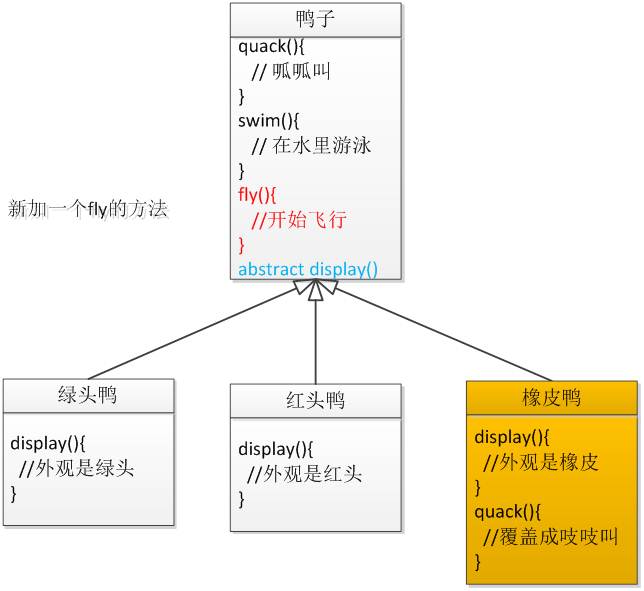 鸭子
quack(){
// 呱呱叫
}
swim(){
// 在水里游泳
}
fly(){
//开始飞行
}
abstract display()
新加一个fly的方法
绿头鸭
display(){
//外观是绿头
}
红头鸭
display(){
//外观是红头
}
橡皮鸭
display(){
//外观是橡皮
}
quack(){
//覆盖成吱吱叫
}